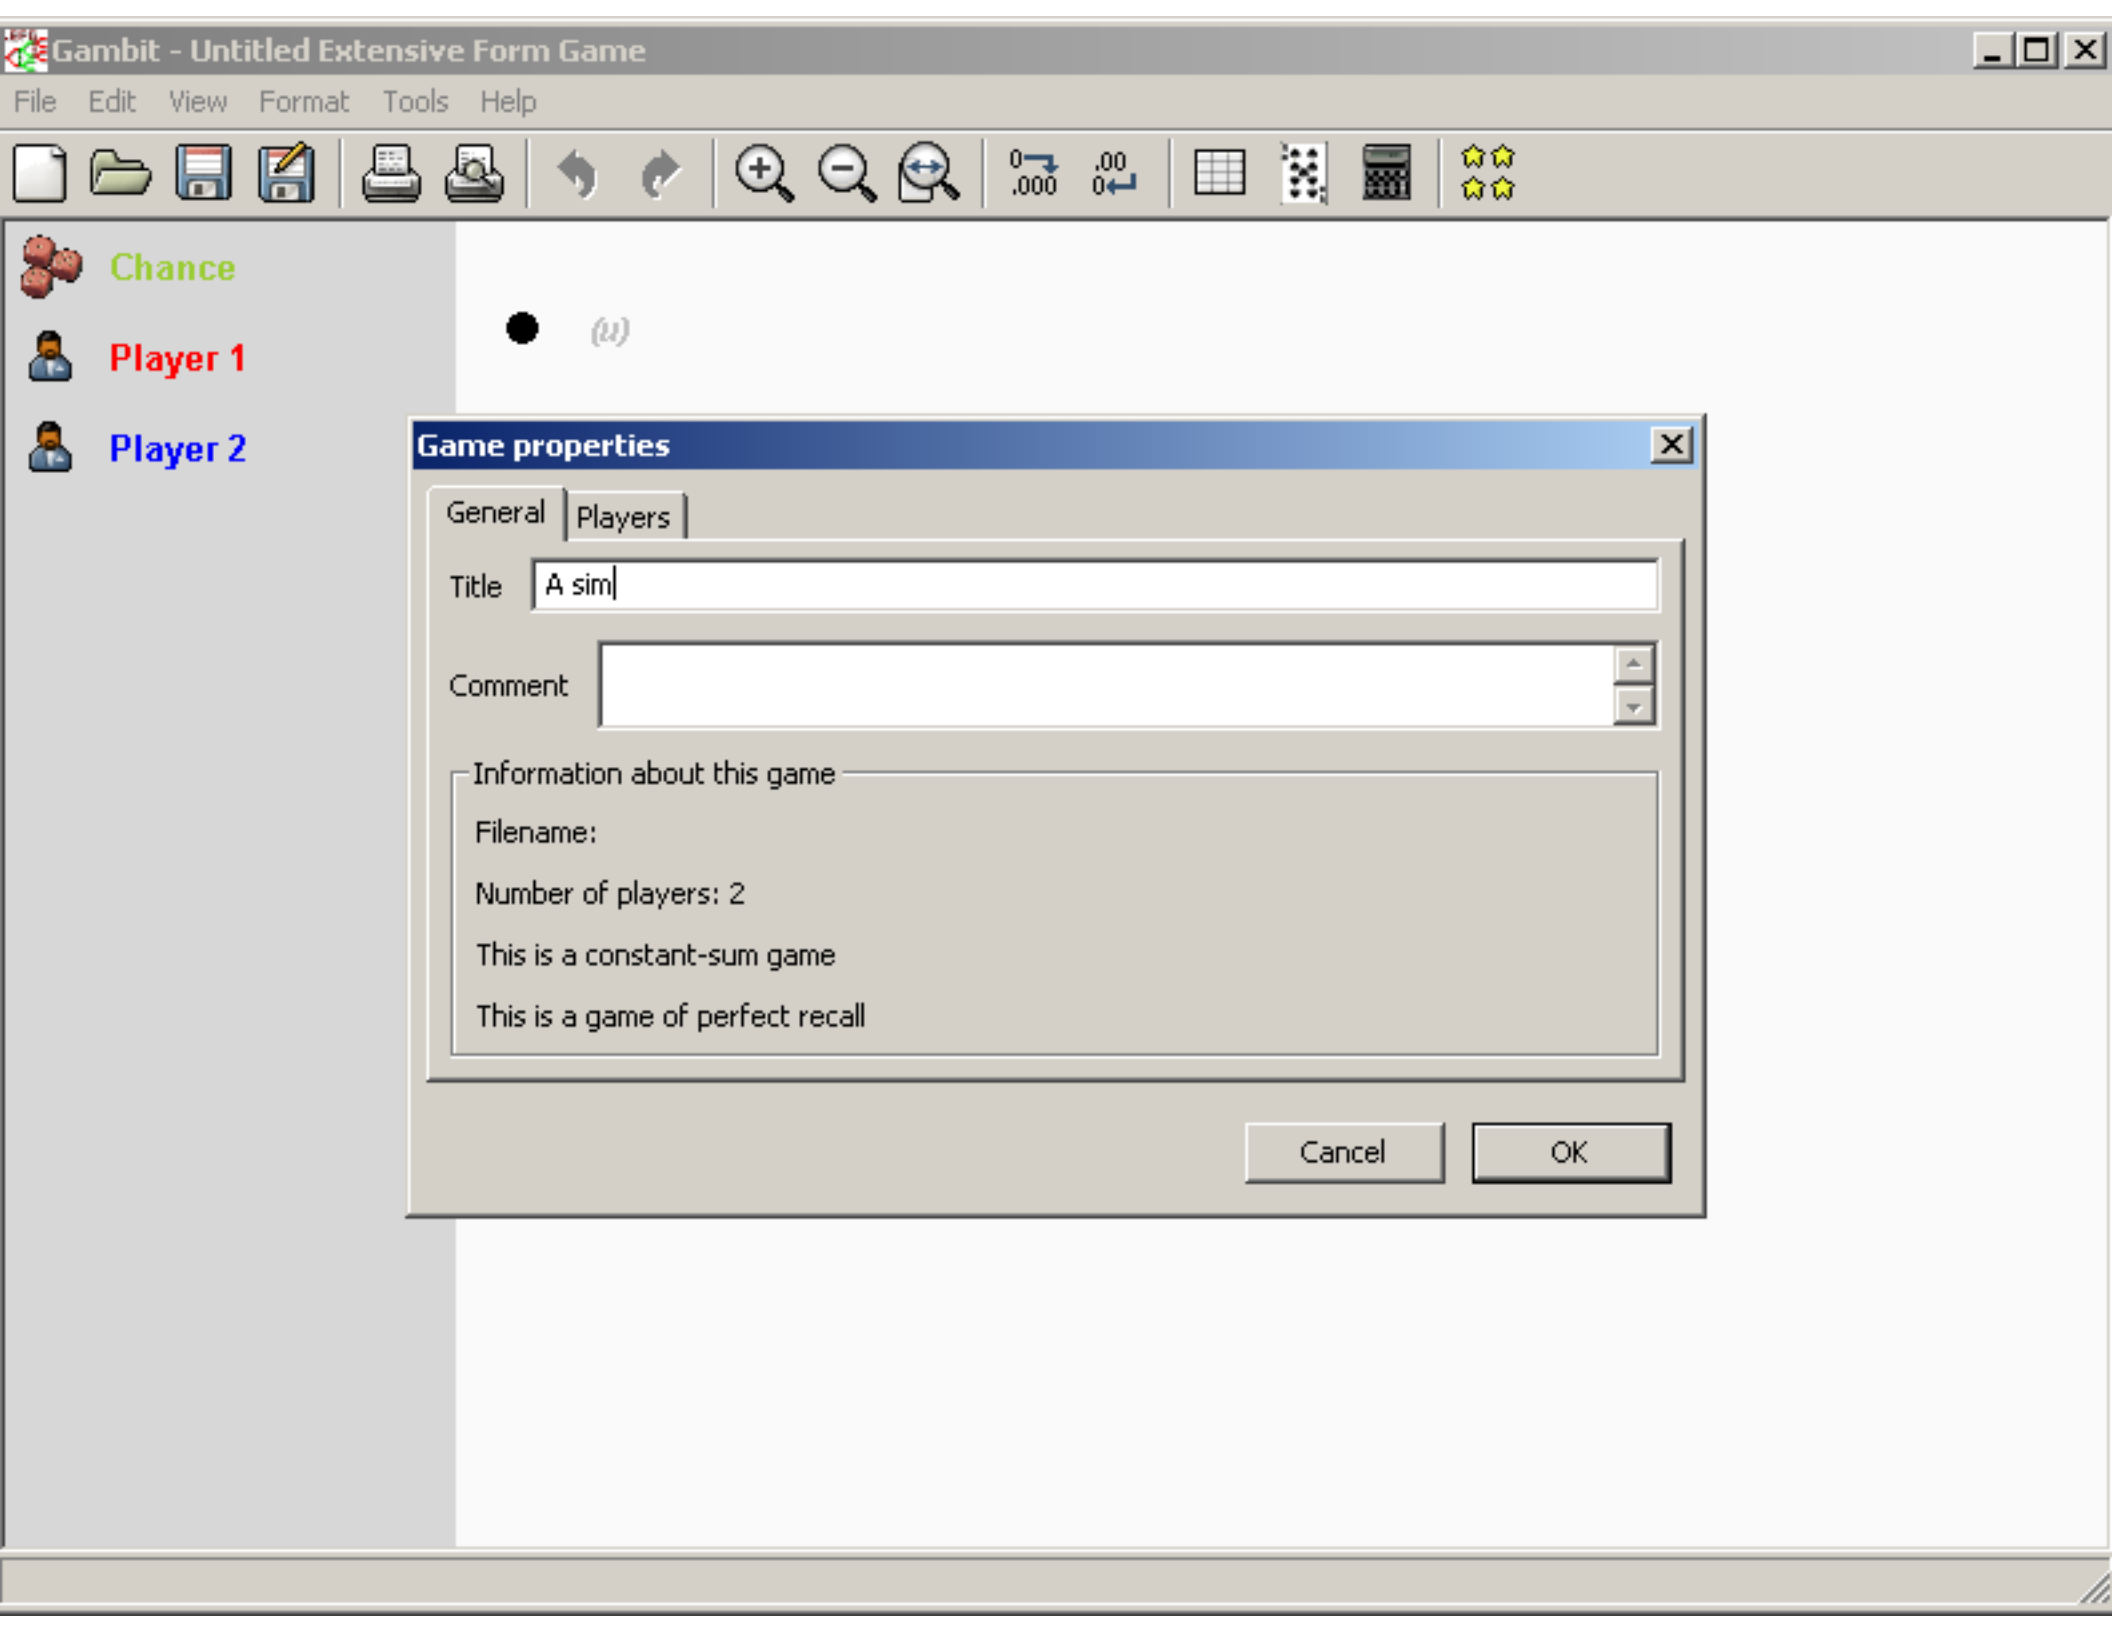 Gambit - Untitled Extensive Form Game
File Edit View Format Tools Help
0 .000 .00 0
Chance
(u)
Player 1
Player 2
Game properties
General Players
Title A sim
Comment
Information about this game
Filename:
Number of players: 2
This is a constant-sum game
This is a game of perfect recall
Cancel OK